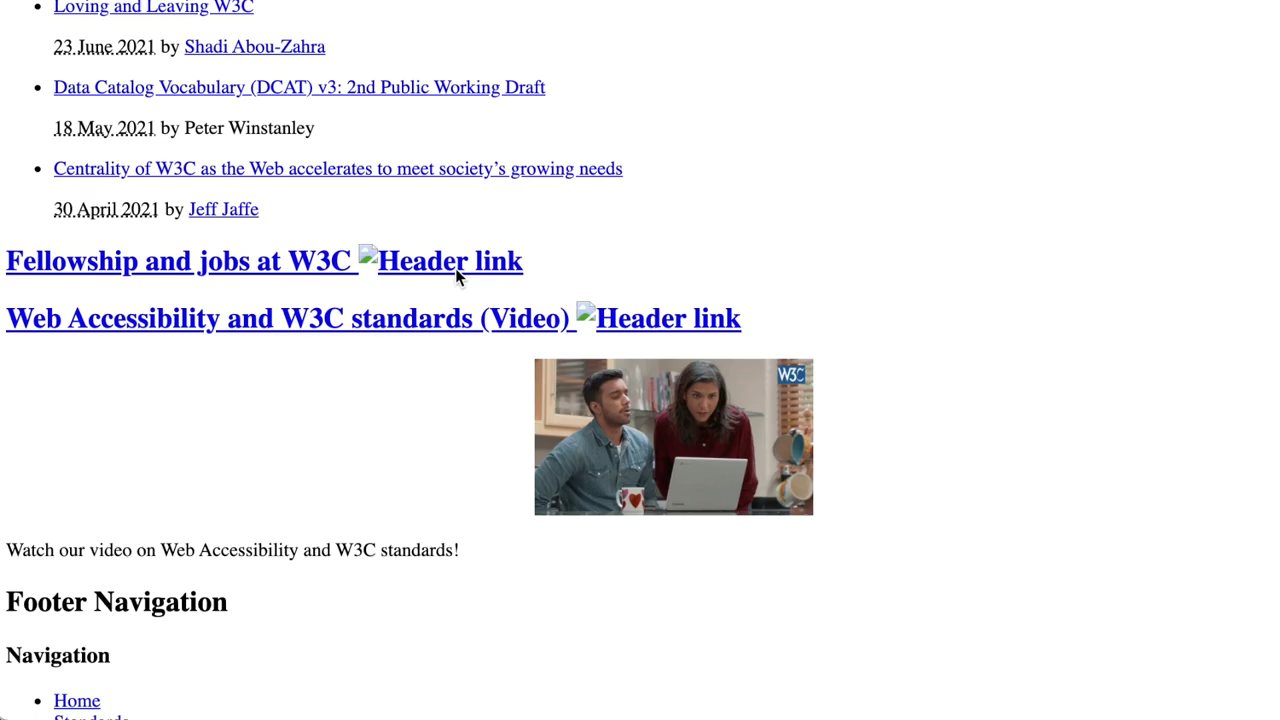 Loving and Leaving W3C
23 June 2021 by Shadi Abou-Zahra
Data Catalog Vocabulary (DCAT) v3: 2nd Public Working Draft
18 May 2021 by Peter Winstanley
Centrality of W3C as the Web accelerates to meet society’s growing needs
30 April 2021 by Jeff Jaffe
Fellowship and jobs at W3C Header link
Web Accessibility and W3C standards (Video) Header link
W3C
Watch our video on Web Accessibility and W3C standards!
Footer Navigation
Navigation
Home
Standards